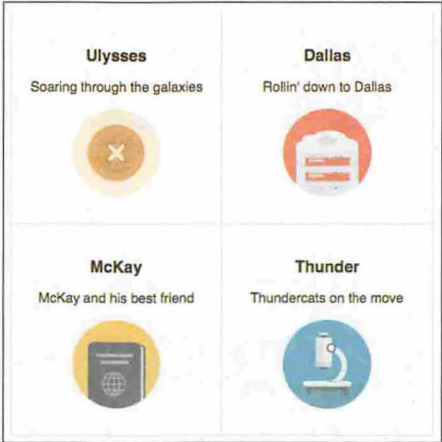 Ulysses
Soaring through the galaxies
Dallas
Rollin' down to Dallas
McKay
McKay and his best friend
Thunder
Thundercats on the move